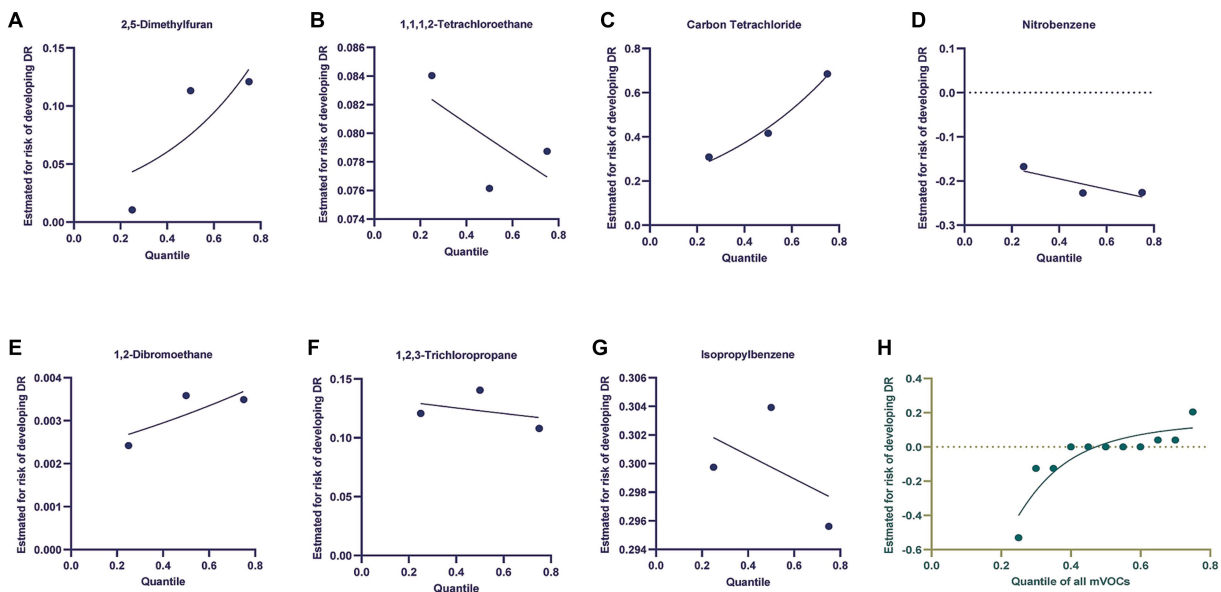 A
2,5-Dimethylfuran
Estmated for risk of developing DR
0.15
0.10
0.05
0.00
0.0 0.2 0.4 0.6 0.8
Quantile
B
1,1,1,2-Tetrachloroethane
Estmated for risk of developing DR
0.086
0.084
0.082
0.080
0.078
0.076
0.074
0.0 0.2 0.4 0.6 0.8
Quantile
C
Carbon Tetrachloride
Estmated for risk of developing DR
0.8
0.6
0.4
0.2
0.0
0.0 0.2 0.4 0.6 0.8
Quantile
D
Nitrobenzene
Estmated for risk of developing DR
0.1
0.0
-0.1
-0.2
-0.3
0.0 0.2 0.4 0.6 0.8
Quantile
E
1,2-Dibromoethane
Estmated for risk of developing DR
0.004
0.003
0.002
0.001
0.000
0.0 0.2 0.4 0.6 0.8
Quantile
F
1,2,3-Trichloropropane
Estmated for risk of developing DR
0.15
0.10
0.05
0.00
0.0 0.2 0.4 0.6 0.8
Quantile
G
Isopropylbenzene
Estmated for risk of developing DR
0.306
0.304
0.302
0.300
0.298
0.296
0.294
0.0 0.2 0.4 0.6 0.8
Quantile
H
Estmated for risk of developing DR
0.4
0.2
0.0
-0.2
-0.4
-0.6
0.0 0.2 0.4 0.6 0.8
Quantile of all mVOCs